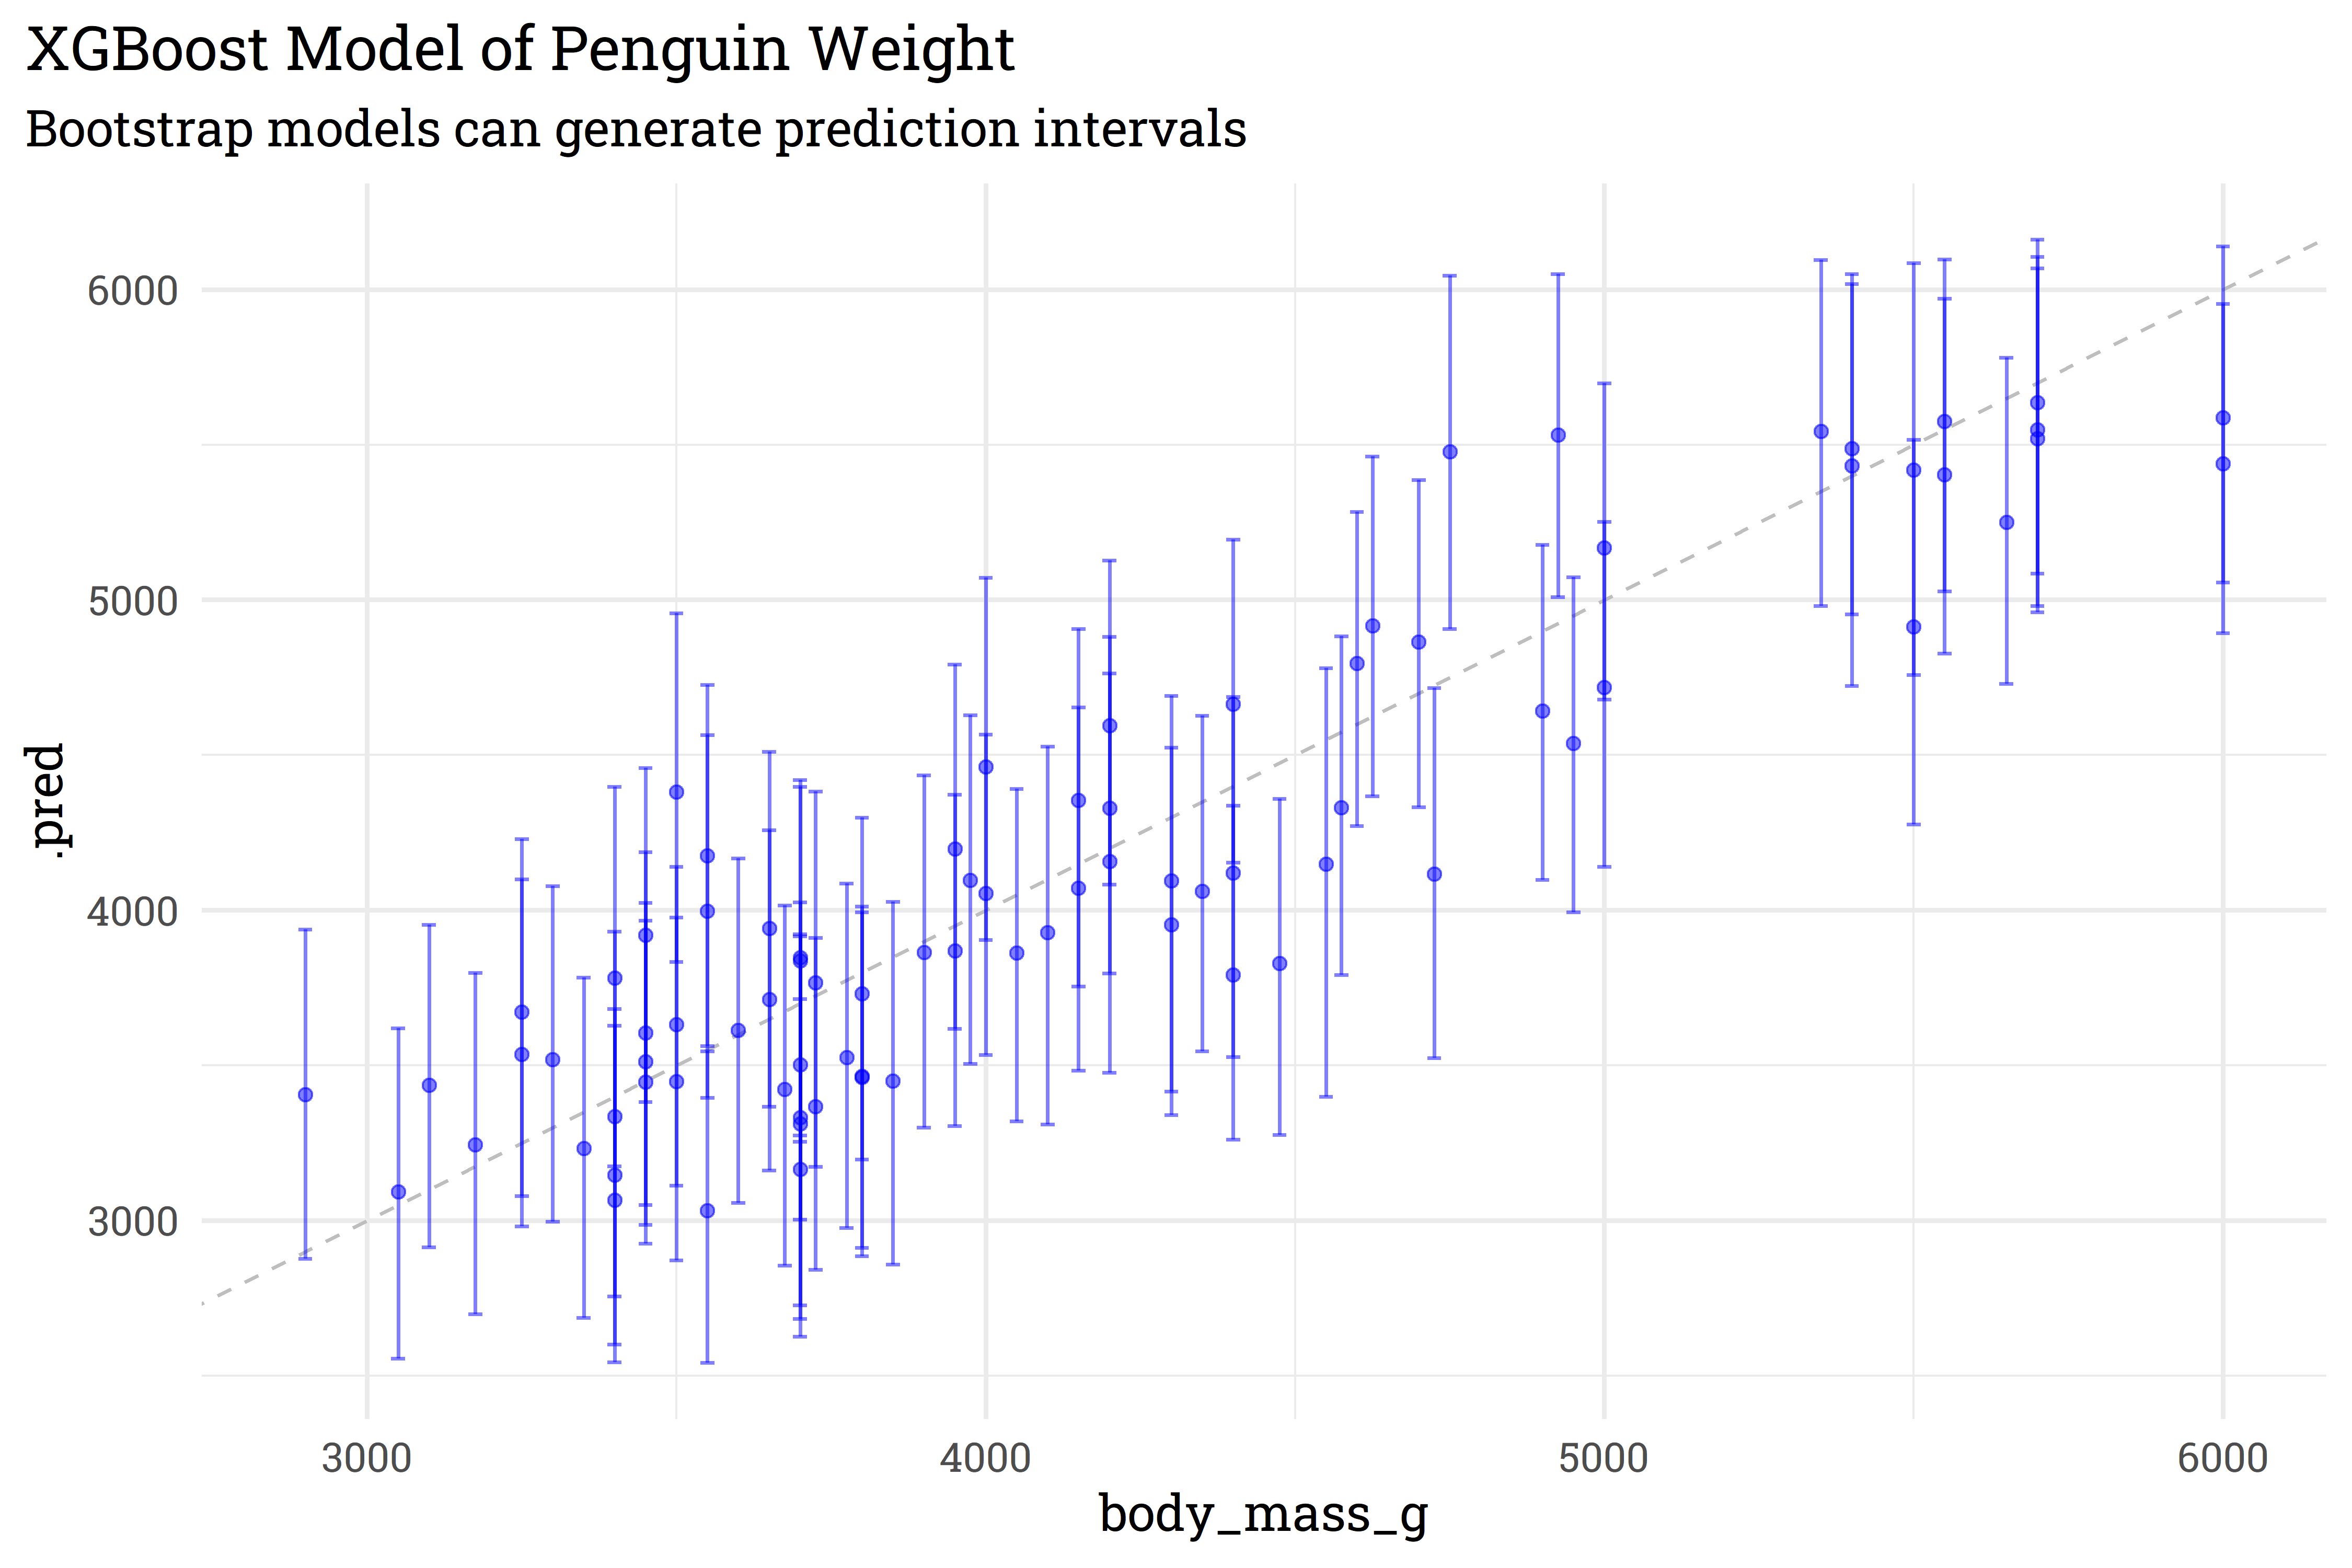 XGBoost Model of Penguin Weight
Bootstrap models can generate prediction intervals
6000
5000
4000
3000
.pred
3000
4000
5000
6000
body_mass_g